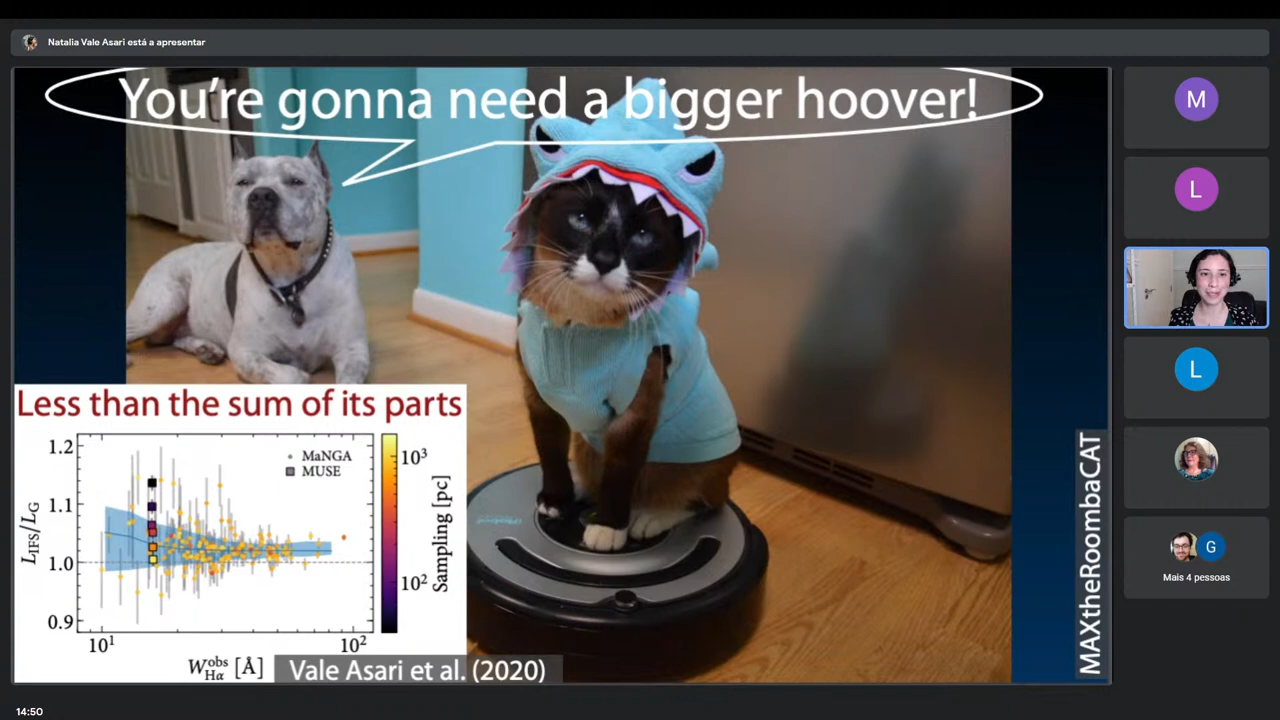 Natalia Vale Asari está a apresentar
You're gonna need a bigger hoover!
M
L
L
G
Mais 4 pessoas
Less than the sum of its parts
1.2
1.1
1.0
0.9
L_IFS/L_G
MaNGA
MUSE
10³
10²
Sampling [pc]
10¹
10²
W_Hα^obs [Å]
Vale Asari et al. (2020)
MAXtheRoombaCAT
14:50